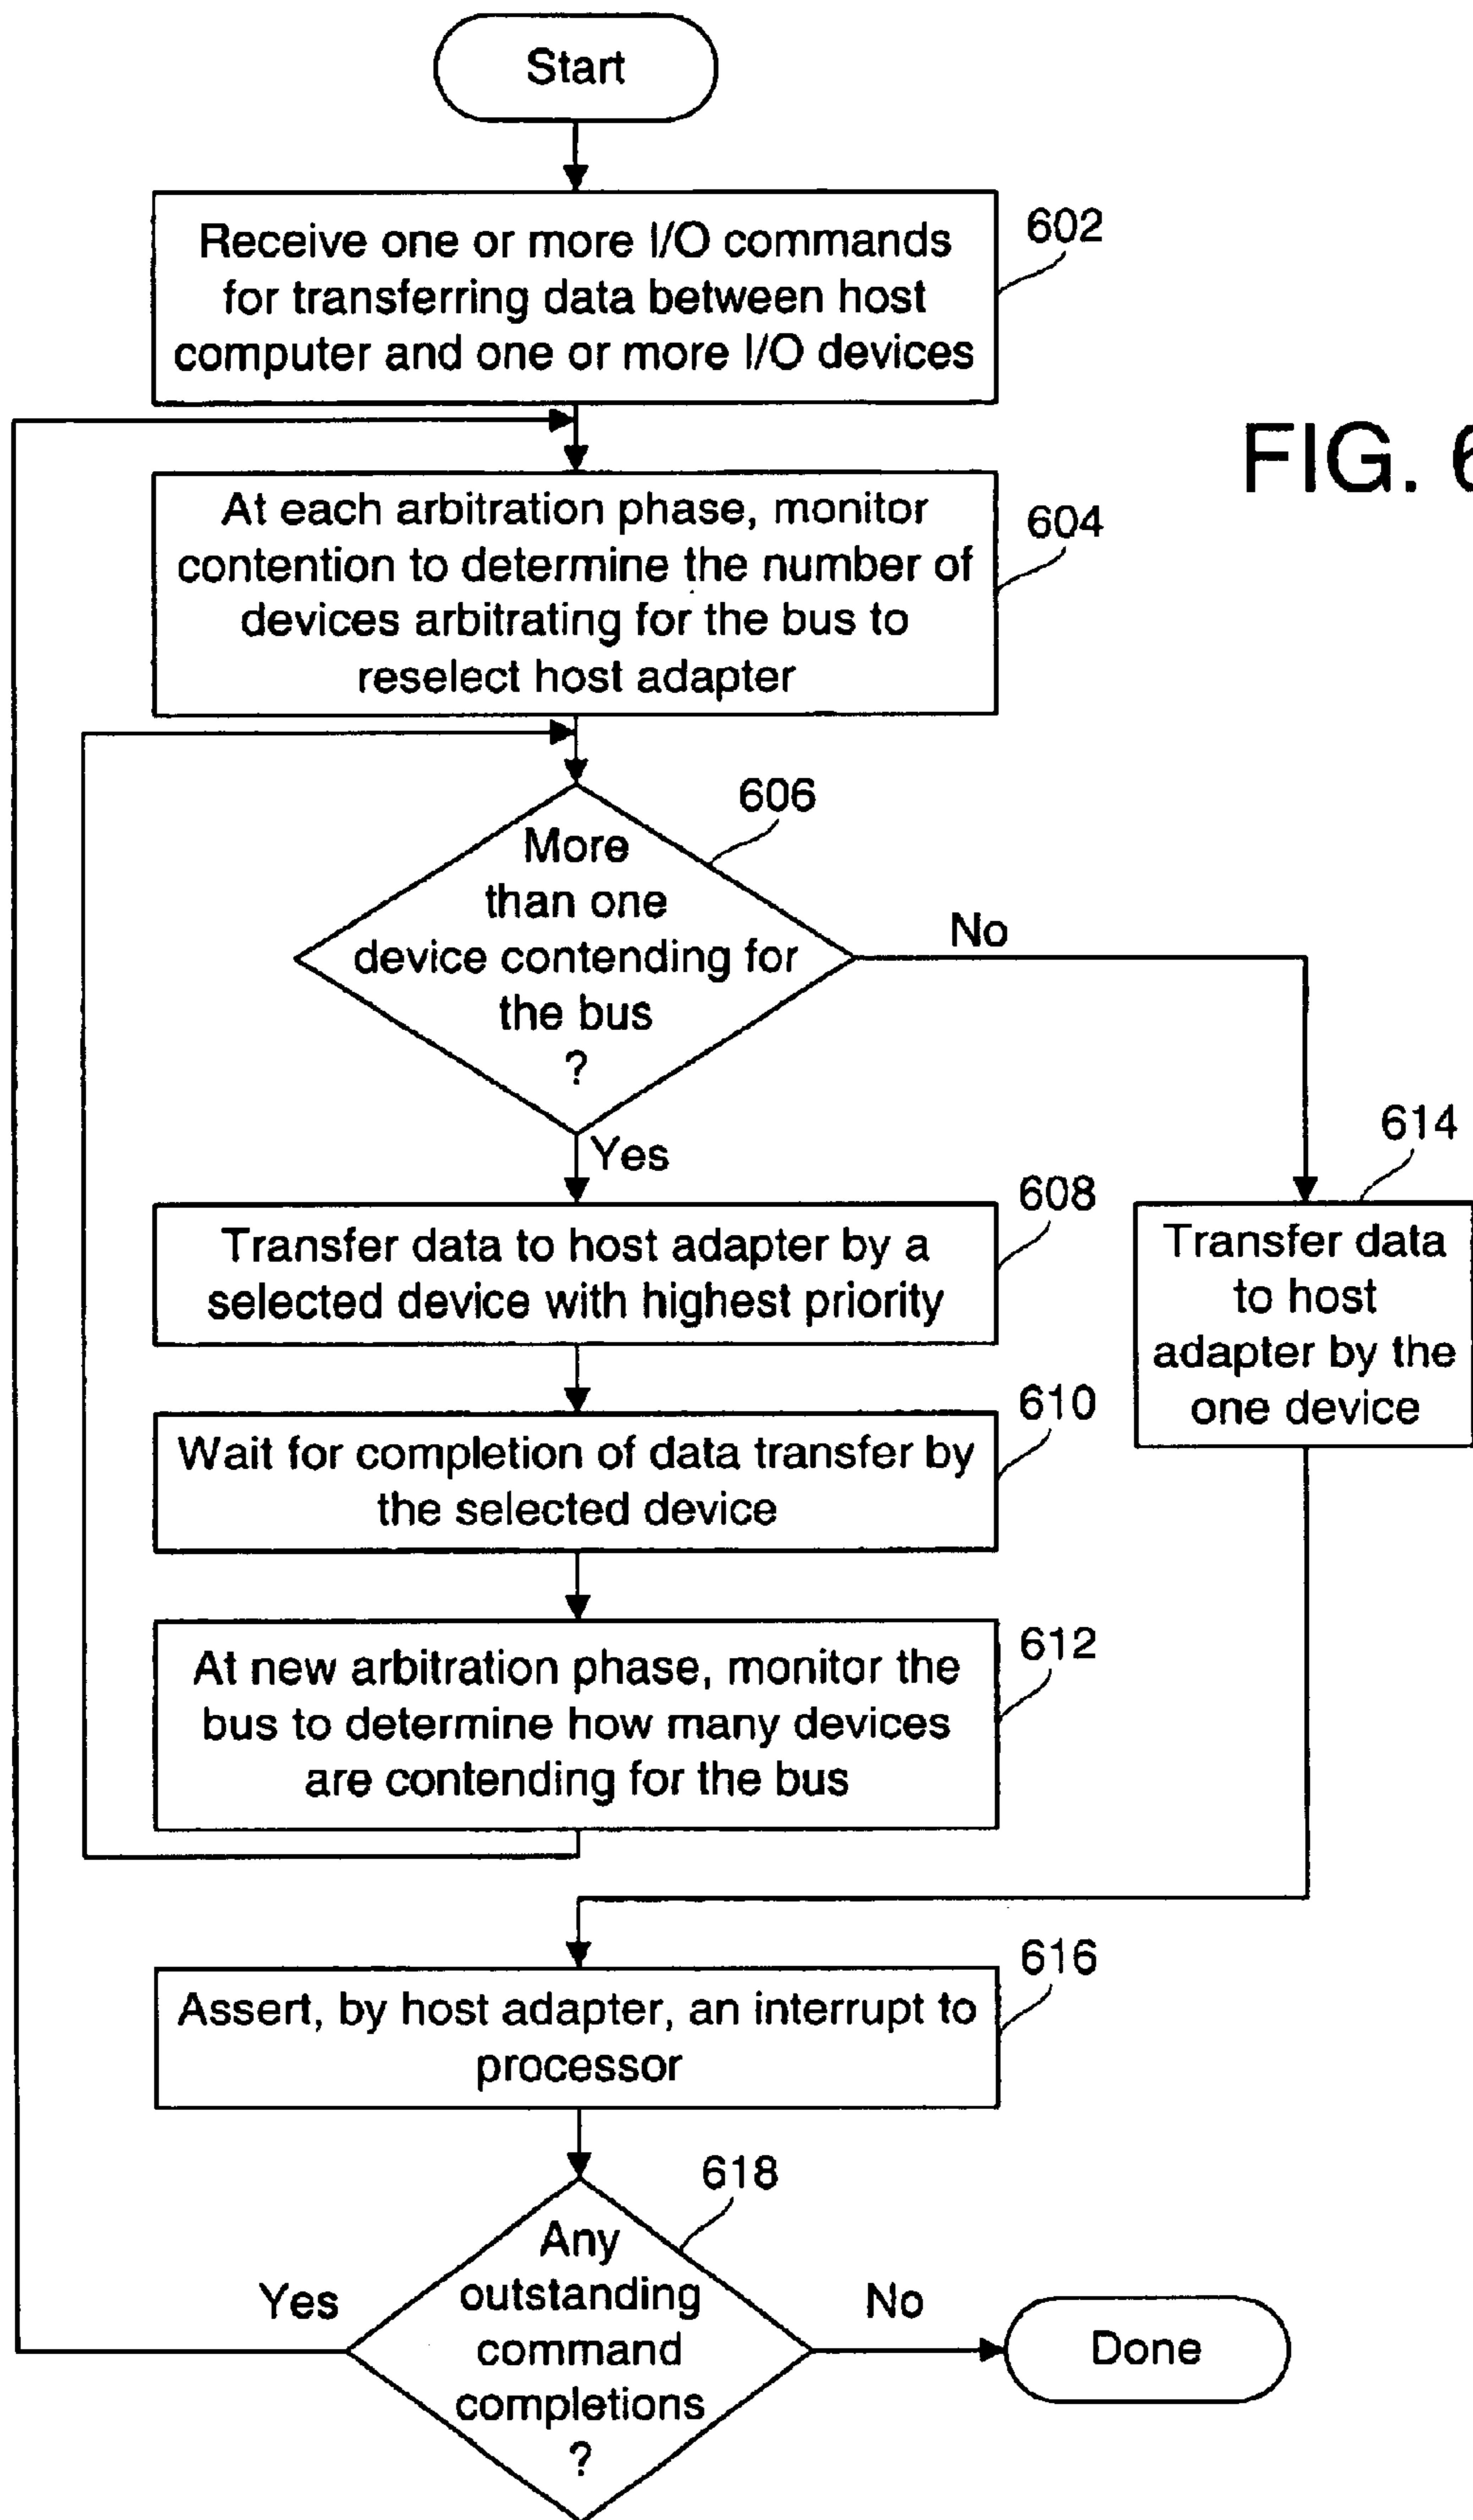 Start
Receive one or more I/O commands
for transferring data between host
computer and one or more I/O devices
602
FIG. 6
At each arbitration phase, monitor
contention to determine the number of
devices arbitrating for the bus to
reselect host adapter
604
606
More
than one
device contending for
the bus
?
No
Yes
614
608
Transfer data to host adapter by a
selected device with highest priority
Transfer data
to host
adapter by the
one device
610
Wait for completion of data transfer by
the selected device
612
At new arbitration phase, monitor the
bus to determine how many devices
are contending for the bus
616
Assert, by host adapter, an interrupt to
processor
618
Any
outstanding
command
completions
?
Yes
No
Done